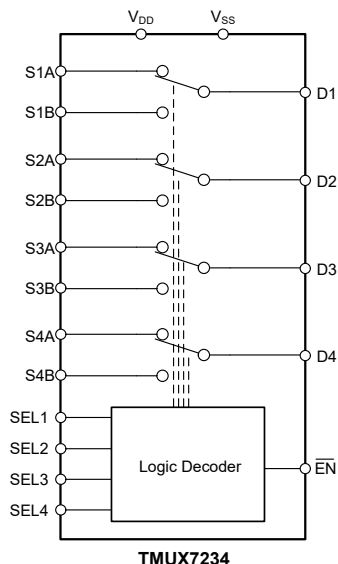 VDD
VSS
S1A
D1
S1B
S2A
D2
S2B
S3A
D3
S3B
S4A
D4
S4B
SEL1
SEL2
Logic Decoder
E̅N̅
SEL3
SEL4
TMUX7234